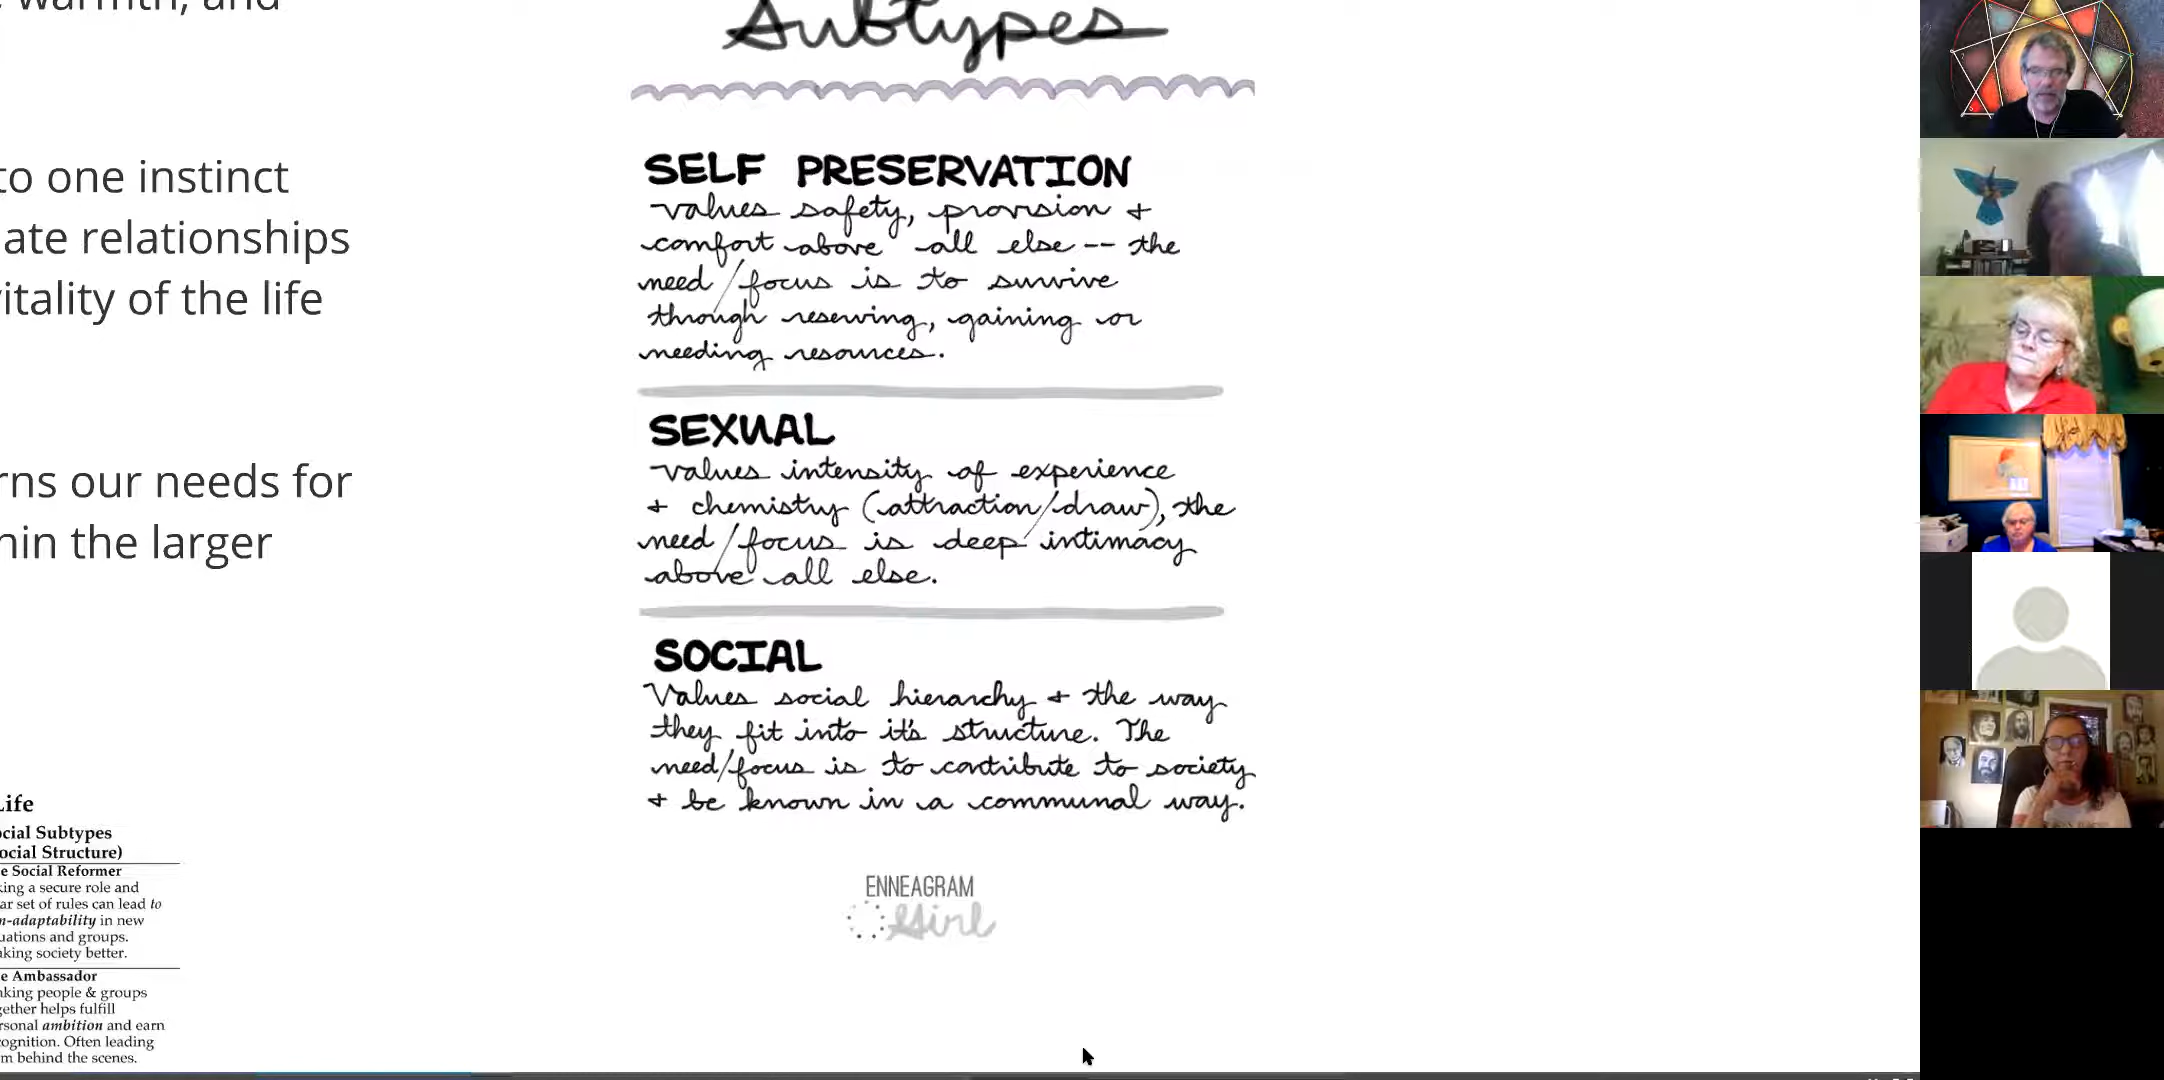 warmth, and
to one instinct
ate relationships
vitality of the life
rns our needs for
hin the larger
Life
cial Subtypes
ocial Structure)
e Social Reformer
king a secure role and
ar set of rules can lead to
n-adaptability in new
uations and groups.
aking society better.
e Ambassador
aking people & groups
gether helps fulfill
rsonal ambition and earn
cognition. Often leading
m behind the scenes.
Subtypes
SELF PRESERVATION
values safety, provision +
comfort above all else -- the
need/focus is to survive
through reserving, gaining or
needing resources.
SEXUAL
values intensity of experience
+ chemistry (attraction/draw), the
need/focus is deep intimacy
above all else.
SOCIAL
Values social hierarchy + the way
they fit into it's structure. The
need/focus is to contribute to society
+ be known in a communal way.
ENNEAGRAM
Girl